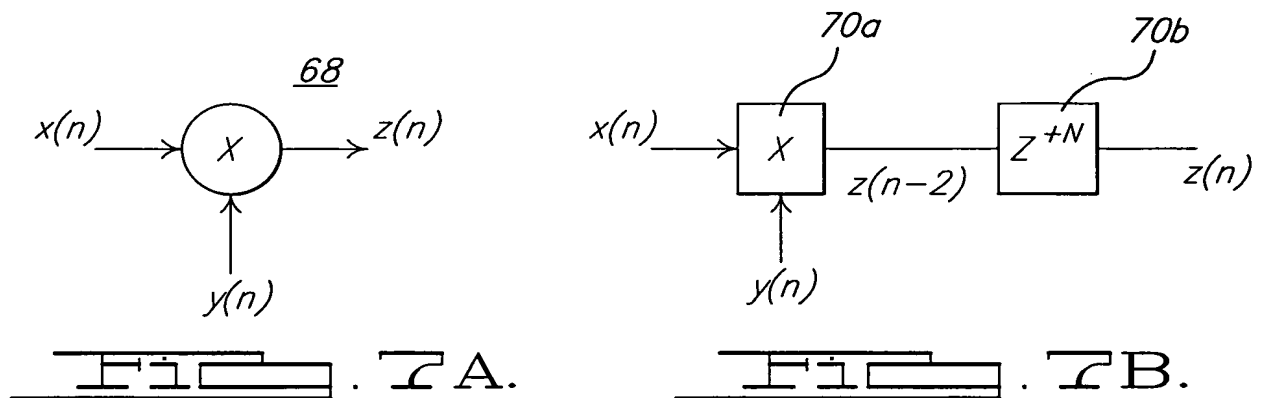 68
x(n)
X
z(n)
y(n)
70a
70b
x(n)
X
z(n-2)
Z+N
z(n)
y(n)
Fig. 7A.
Fig. 7B.